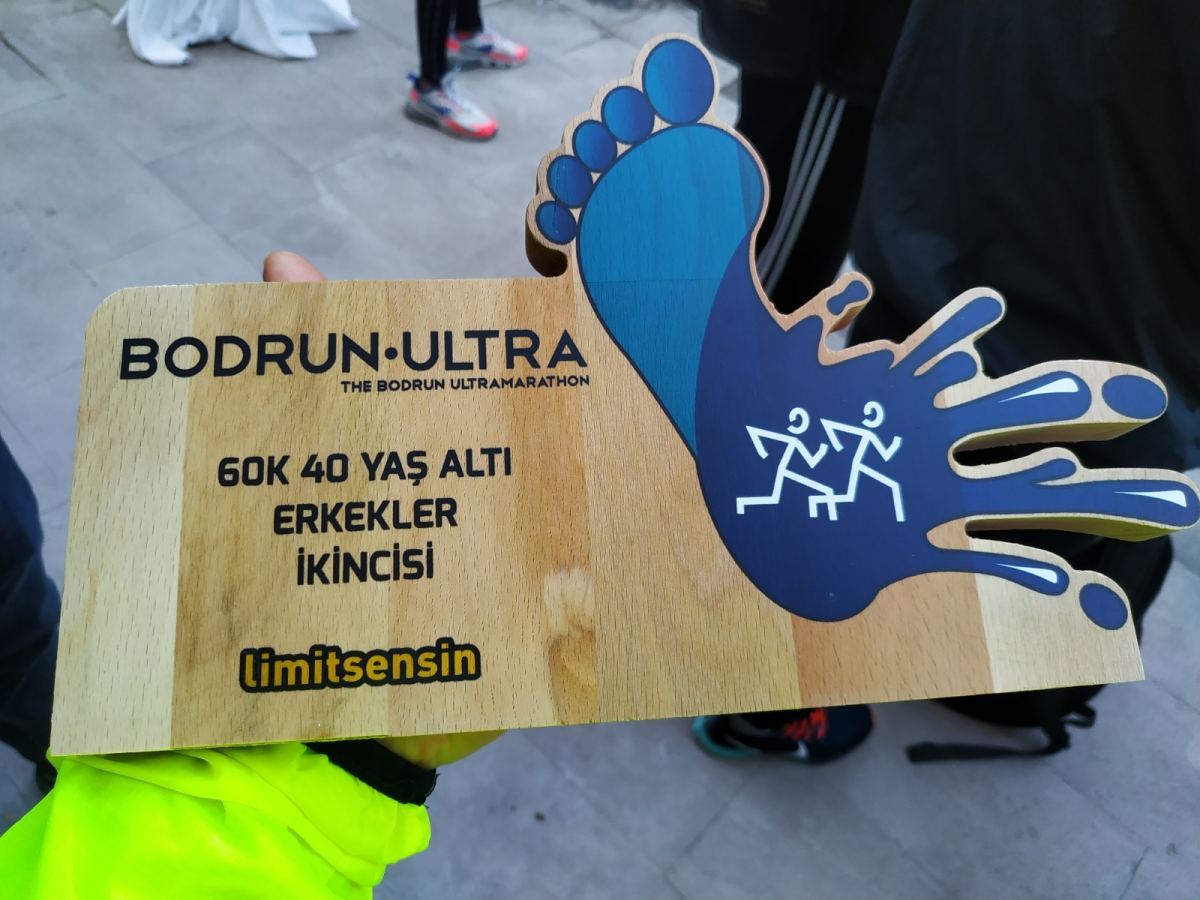 BODRUN•ULTRA
THE BODRUN ULTRAMARATHON
60K 40 YAŞ ALTI
ERKEKLER
İKİNCİSİ
limitsensin